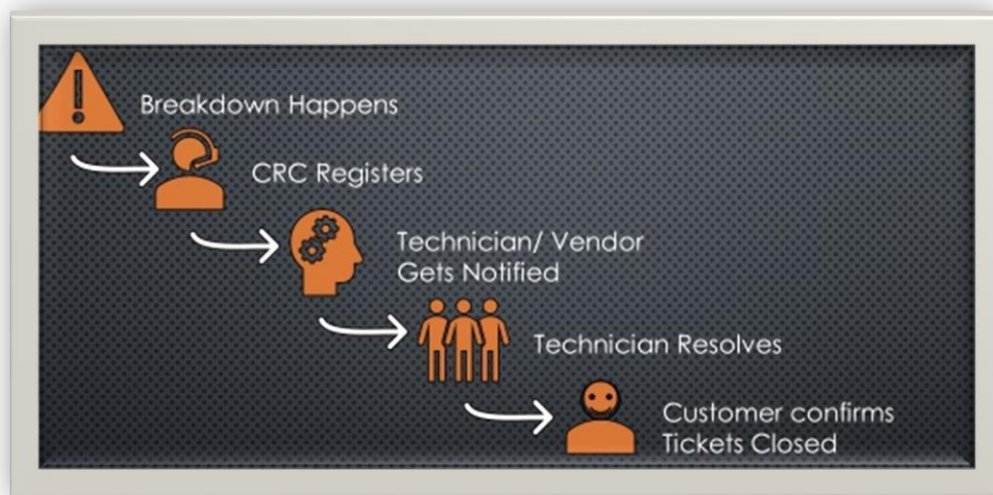 Breakdown Happens
CRC Registers
Technician/ Vendor
Gets Notified
Technician Resolves
Customer confirms
Tickets Closed